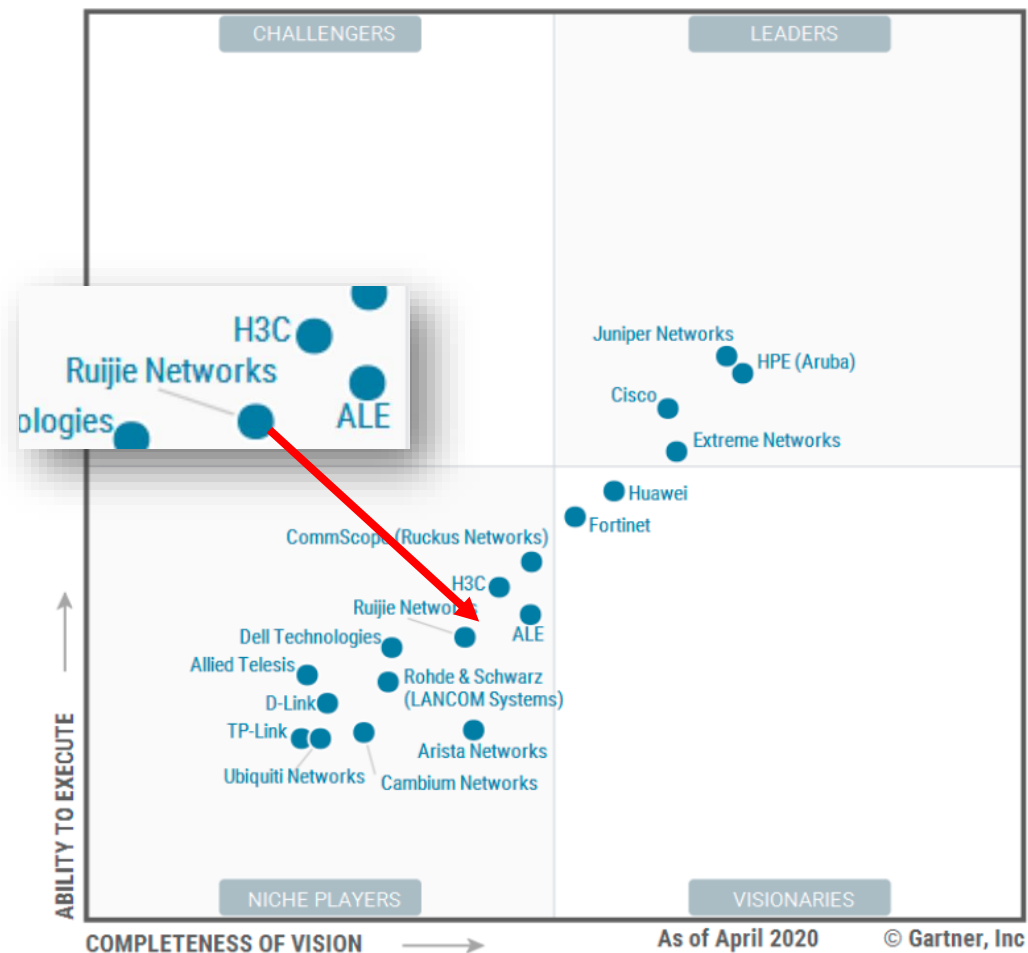 CHALLENGERS
LEADERS
H3C
Ruijie Networks
ologies
ALE
Juniper Networks
HPE (Aruba)
Cisco
Extreme Networks
Huawei
Fortinet
CommScope (Ruckus Networks)
H3C
Ruijie Networks
ALE
Dell Technologies
Allied Telesis
Rohde & Schwarz
(LANCOM Systems)
D-Link
TP-Link
Arista Networks
Ubiquiti Networks
Cambium Networks
ABILITY TO EXECUTE
NICHE PLAYERS
VISIONARIES
COMPLETENESS OF VISION
As of April 2020
© Gartner, Inc